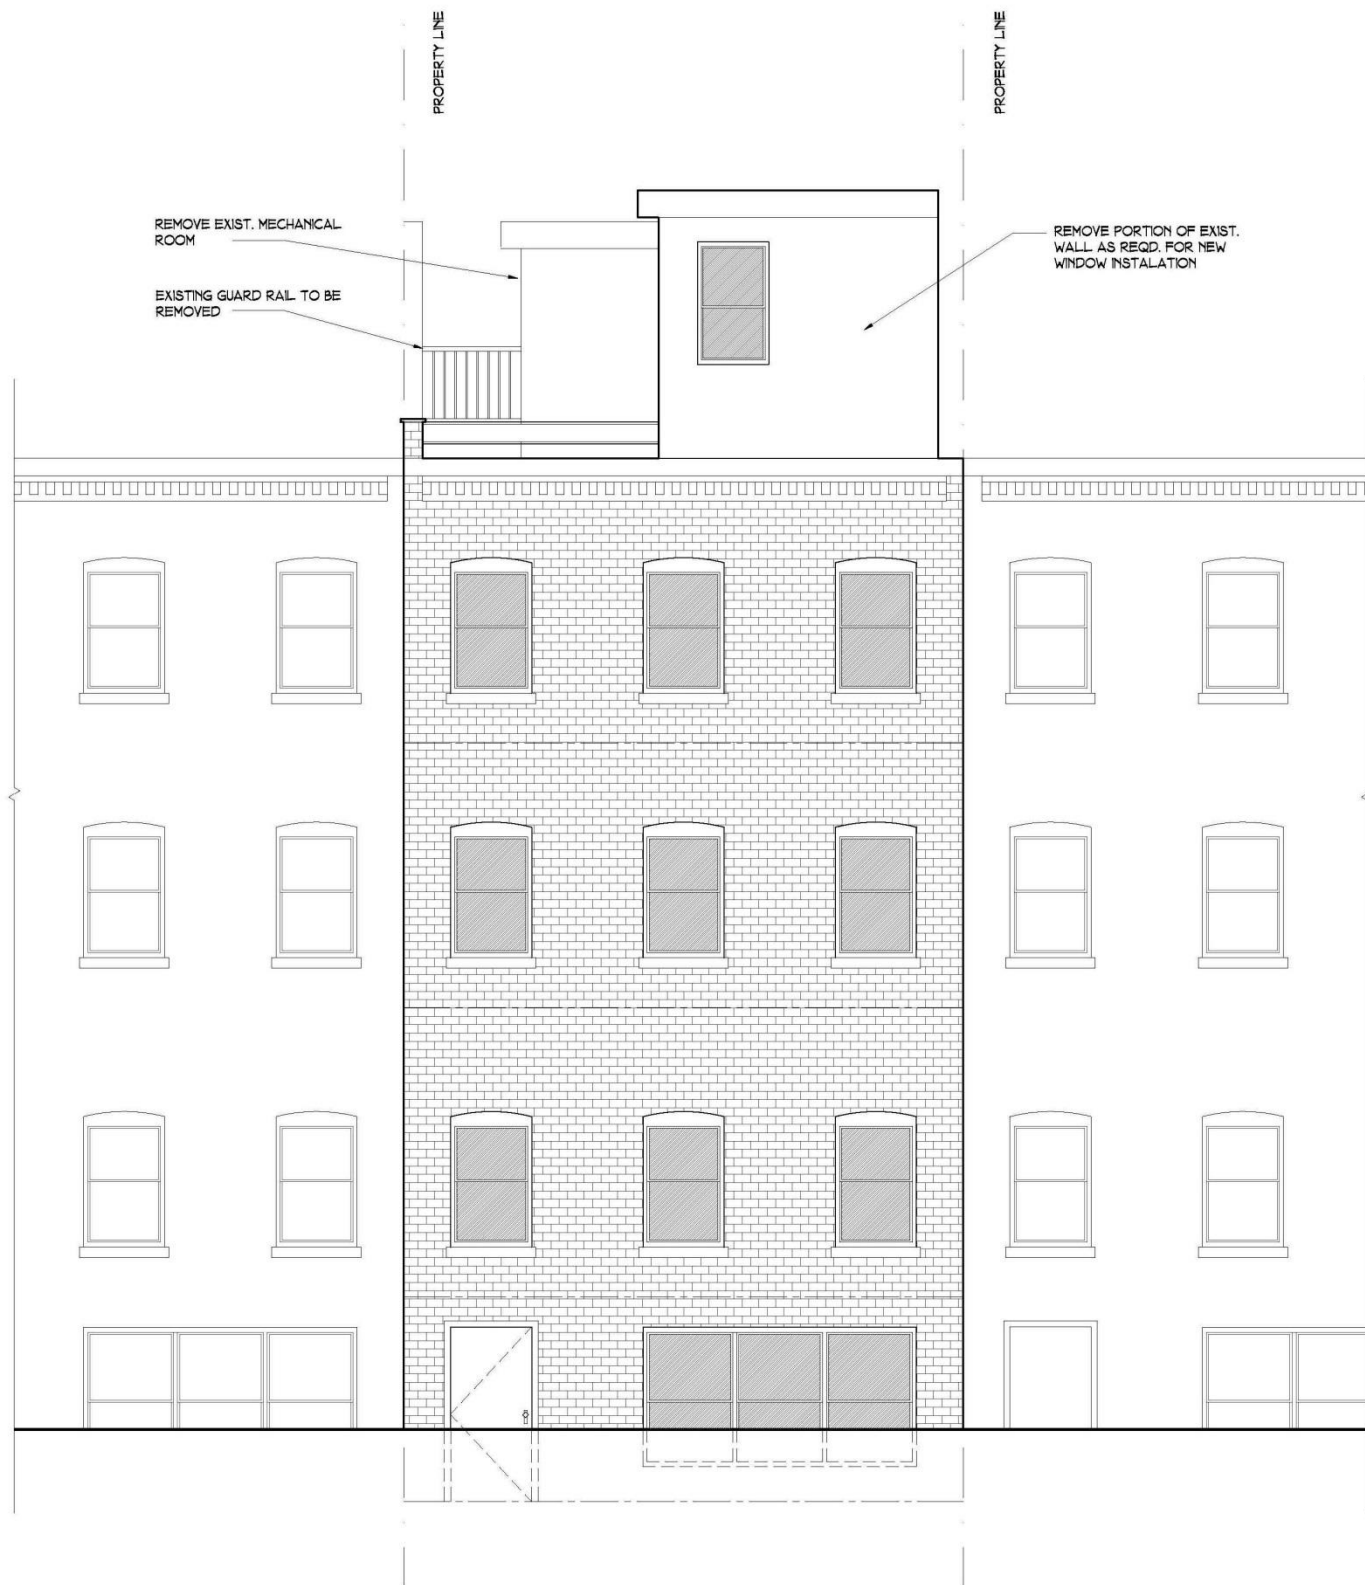 PROPERTY LINE
PROPERTY LINE
REMOVE EXIST. MECHANICAL
ROOM
EXISTING GUARD RAIL TO BE
REMOVED
REMOVE PORTION OF EXIST.
WALL AS REQD. FOR NEW
WINDOW INSTALATION